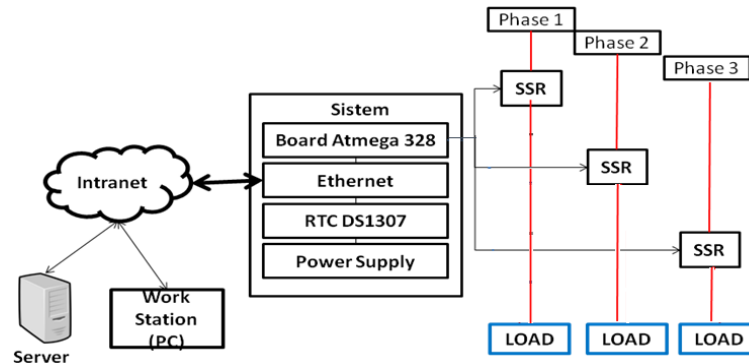 Phase 1
Phase 2
Phase 3
SSR
SSR
SSR
Sistem
Board Atmega 328
Ethernet
RTC DS1307
Power Supply
Intranet
Server
Work
Station
(PC)
LOAD
LOAD
LOAD